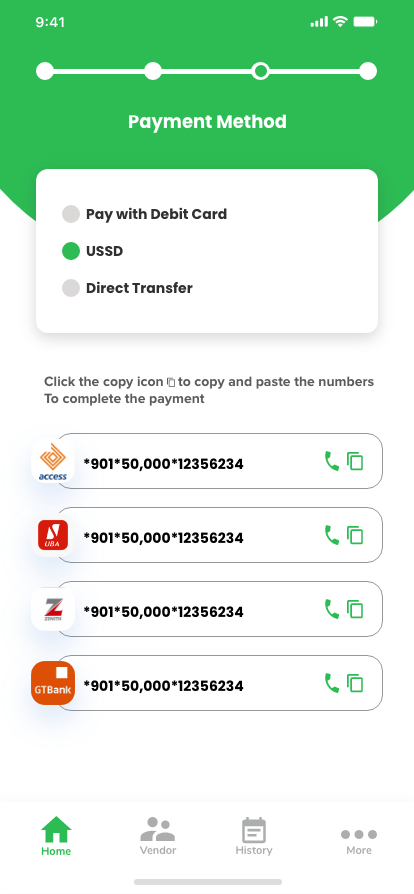 9:41
Payment Method
Pay with Debit Card
USSD
Direct Transfer
Click the copy icon to copy and paste the numbers
To complete the payment
access
*901*50,000*12356234
UBA
*901*50,000*12356234
ZENITH
*901*50,000*12356234
GTBank
*901*50,000*12356234
Home
Vendor
History
More